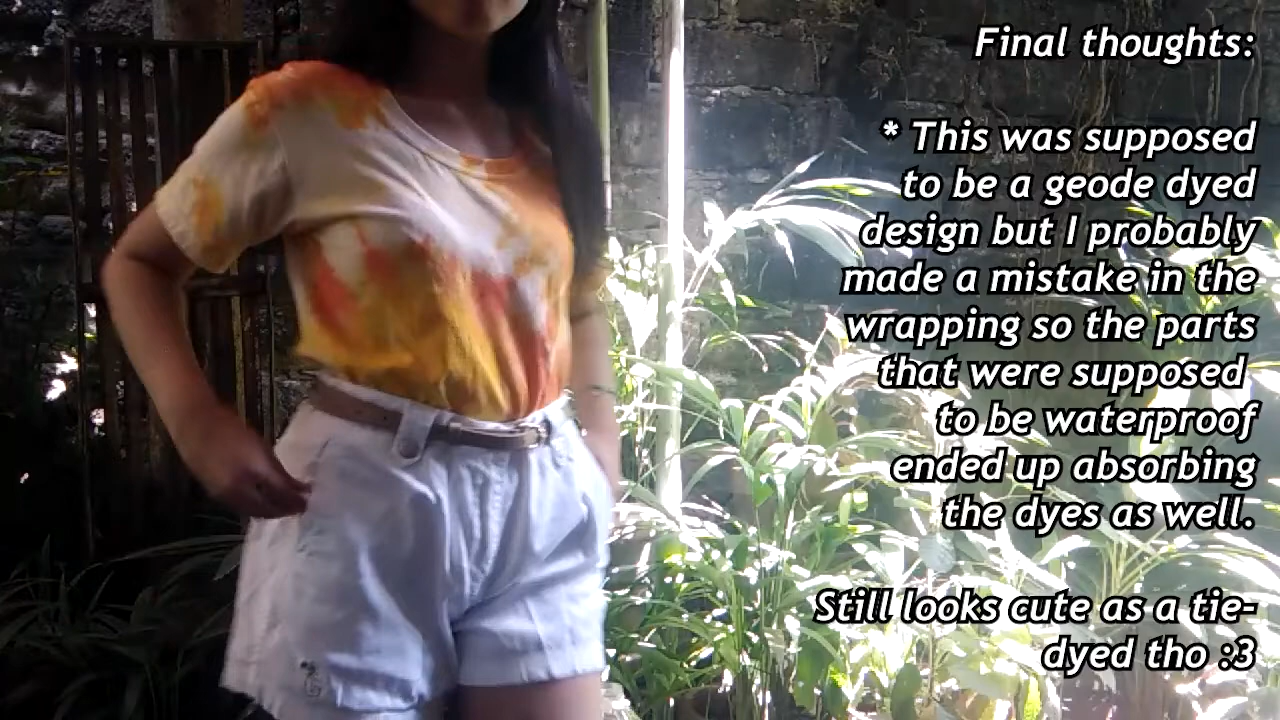 Final thoughts:
* This was supposed
to be a geode dyed
design but I probably
made a mistake in the
wrapping so the parts
that were supposed
to be waterproof
ended up absorbing
the dyes as well.
Still looks cute as a tie-
dyed tho :3